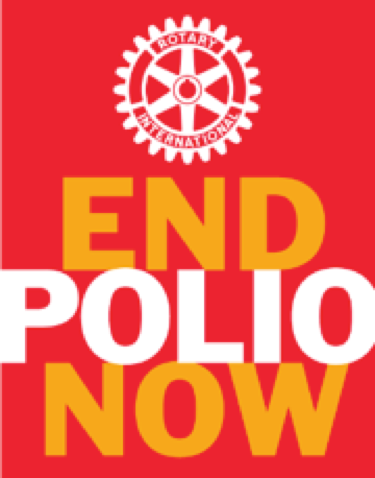 ROTARY
INTERNATIONAL
END
POLIO
NOW